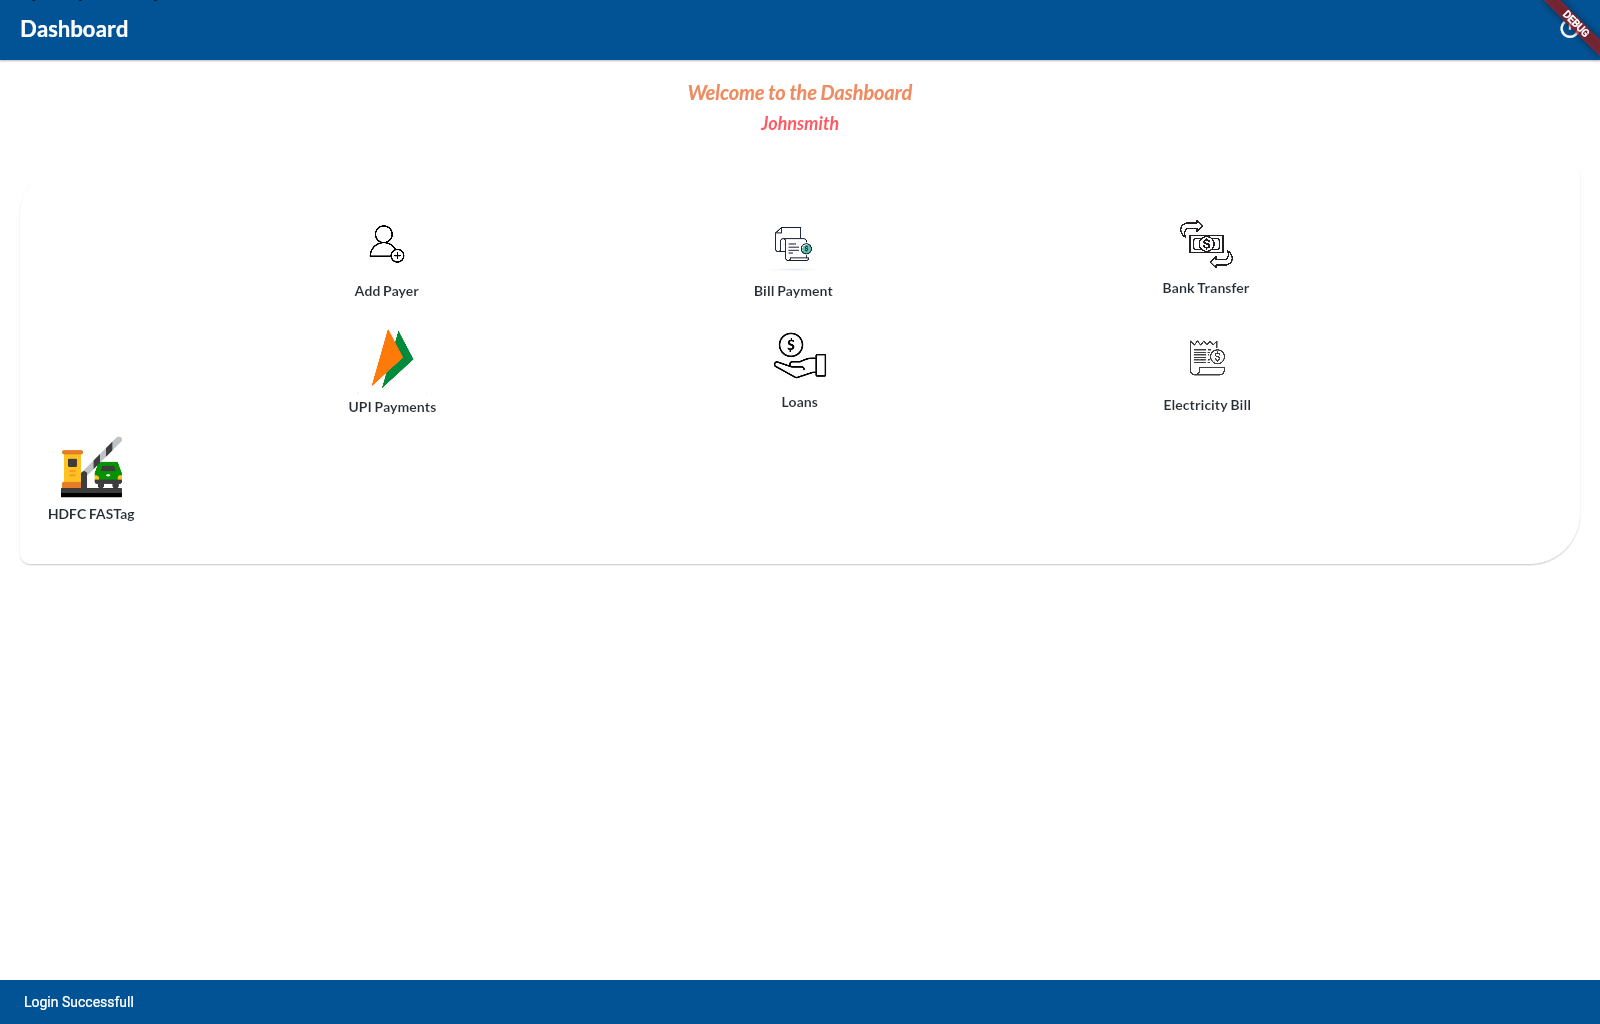 Dashboard
DEBUG
Welcome to the Dashboard
Johnsmith
Add Payer
Bill Payment
Bank Transfer
UPI Payments
Loans
Electricity Bill
HDFC FASTag
Login Successfull